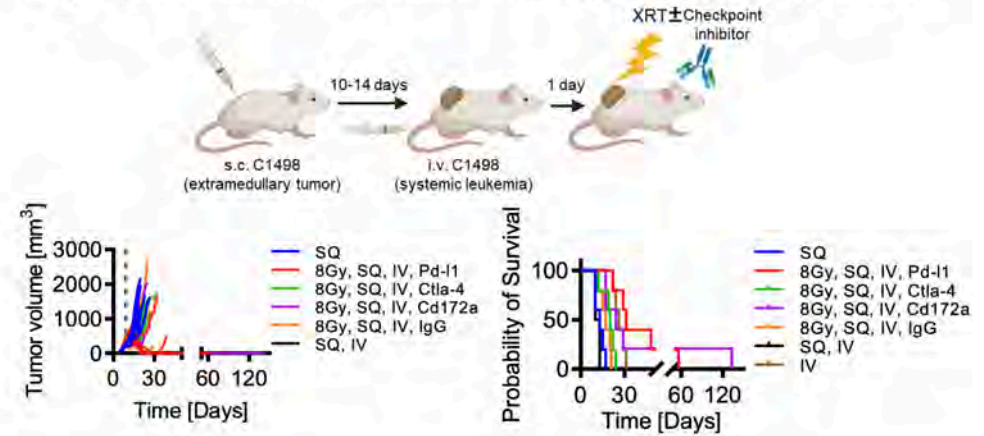 XRT±Checkpoint
inhibitor
10-14 days
1 day
s.c. C1498
(extramedullary tumor)
i.v. C1498
(systemic leukemia)
Tumor volume [mm³]
3000
2000
1000
0
0 30 60 120
Time [Days]
SQ
8Gy, SQ, IV, Pd-l1
8Gy, SQ, IV, Ctla-4
8Gy, SQ, IV, Cd172a
8Gy, SQ, IV, IgG
SQ, IV
Probability of Survival
100
50
0
0 30 60 120
Time [Days]
SQ
8Gy, SQ, IV, Pd-l1
8Gy, SQ, IV, Ctla-4
8Gy, SQ, IV, Cd172a
8Gy, SQ, IV, IgG
SQ, IV
IV